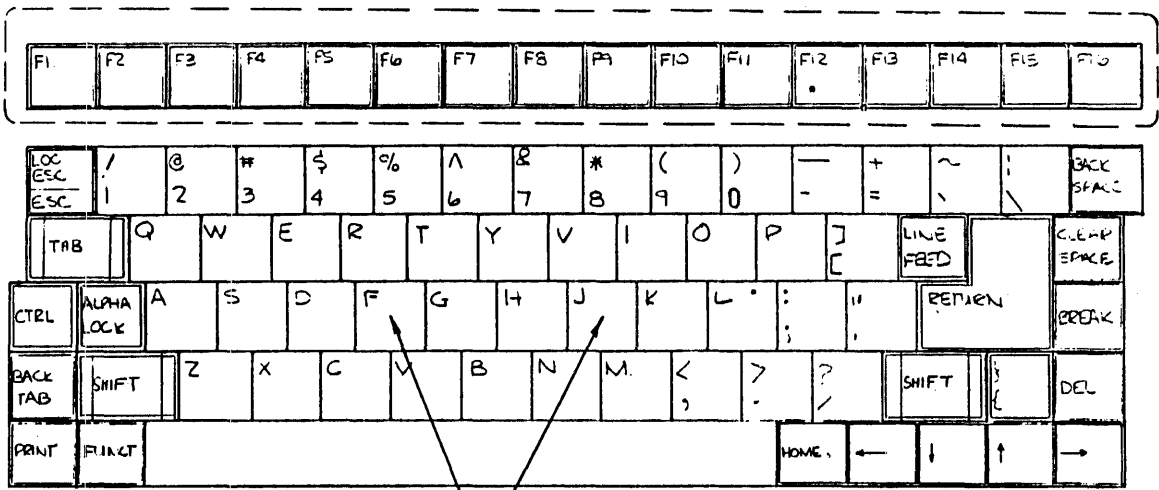 F1 F2 F3 F4 F5 F6 F7 F8 F9 F10 F11 F12 F13 F14 F15 F16
LOC ! @ # $ % ^ & * ( ) — + ~ ¦ BACK
ESC SPACE
ESC 1 2 3 4 5 6 7 8 9 0 - = ` \
TAB Q W E R T Y V I O P ] LINE CLEAR
[ FEED SPACE
CTRL ALPHA A S D F G H J K L : " RETURN BREAK
LOCK ; '
BACK SHIFT Z X C V B N M < > ? SHIFT } DEL
TAB , . / {
PRINT FUNCT HOME ← ↓ ↑ →